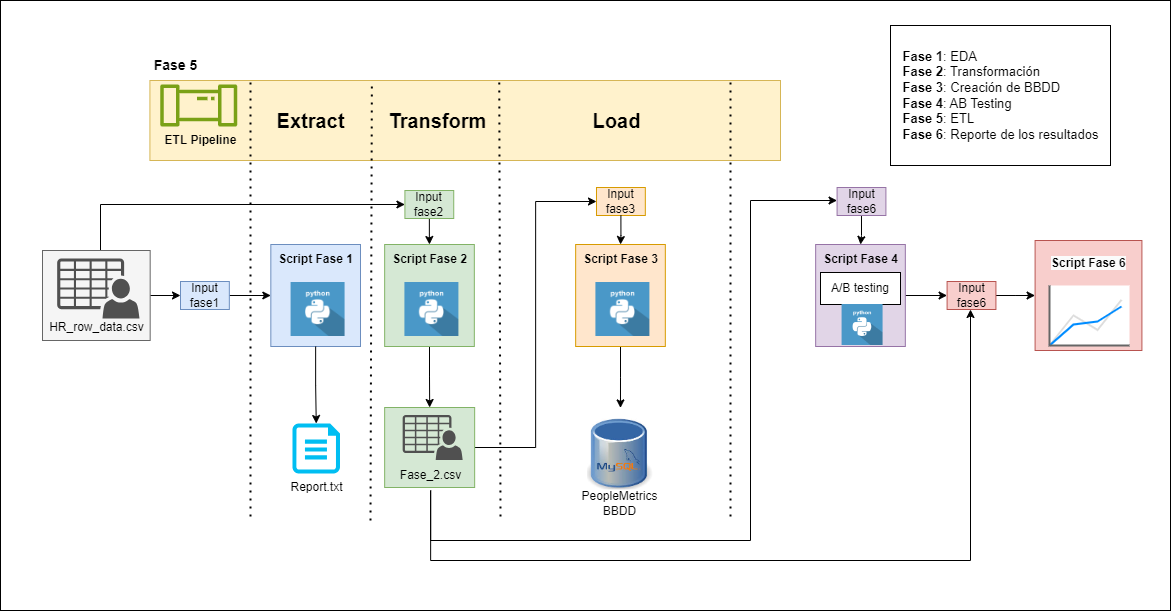 Fase 5
ETL Pipeline
Extract
Transform
Load
Fase 1: EDA
Fase 2: Transformación
Fase 3: Creación de BBDD
Fase 4: AB Testing
Fase 5: ETL
Fase 6: Reporte de los resultados
Input
fase2
Input
fase3
Input
fase6
HR_row_data.csv
Input
fase1
Script Fase 1
python
Script Fase 2
python
Script Fase 3
python
Script Fase 4
A/B testing
python
Input
fase6
Script Fase 6
Report.txt
Fase_2.csv
MySQL
PeopleMetrics
BBDD